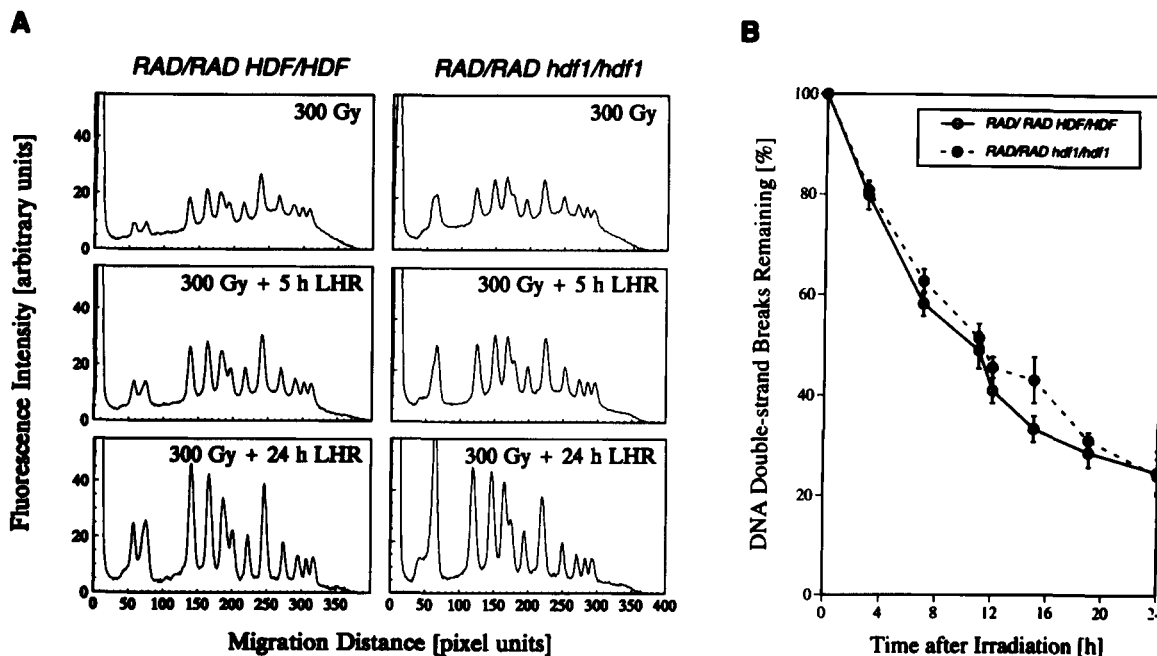 A
RAD/RAD HDF/HDF
RAD/RAD hdf1/hdf1
Fluorescence Intensity [arbitrary units]
40
20
0
300 Gy
300 Gy
40
20
0
300 Gy + 5 h LHR
300 Gy + 5 h LHR
40
20
0
300 Gy + 24 h LHR
300 Gy + 24 h LHR
0 50 100 150 200 250 300 350
0 50 100 150 200 250 300 350 400
Migration Distance [pixel units]
B
DNA Double-strand Breaks Remaining [%]
100
80
60
40
20
0
RAD/ RAD HDF/HDF
RAD/RAD hdf1/hdf1
0 4 8 12 16 20
Time after Irradiation [h]